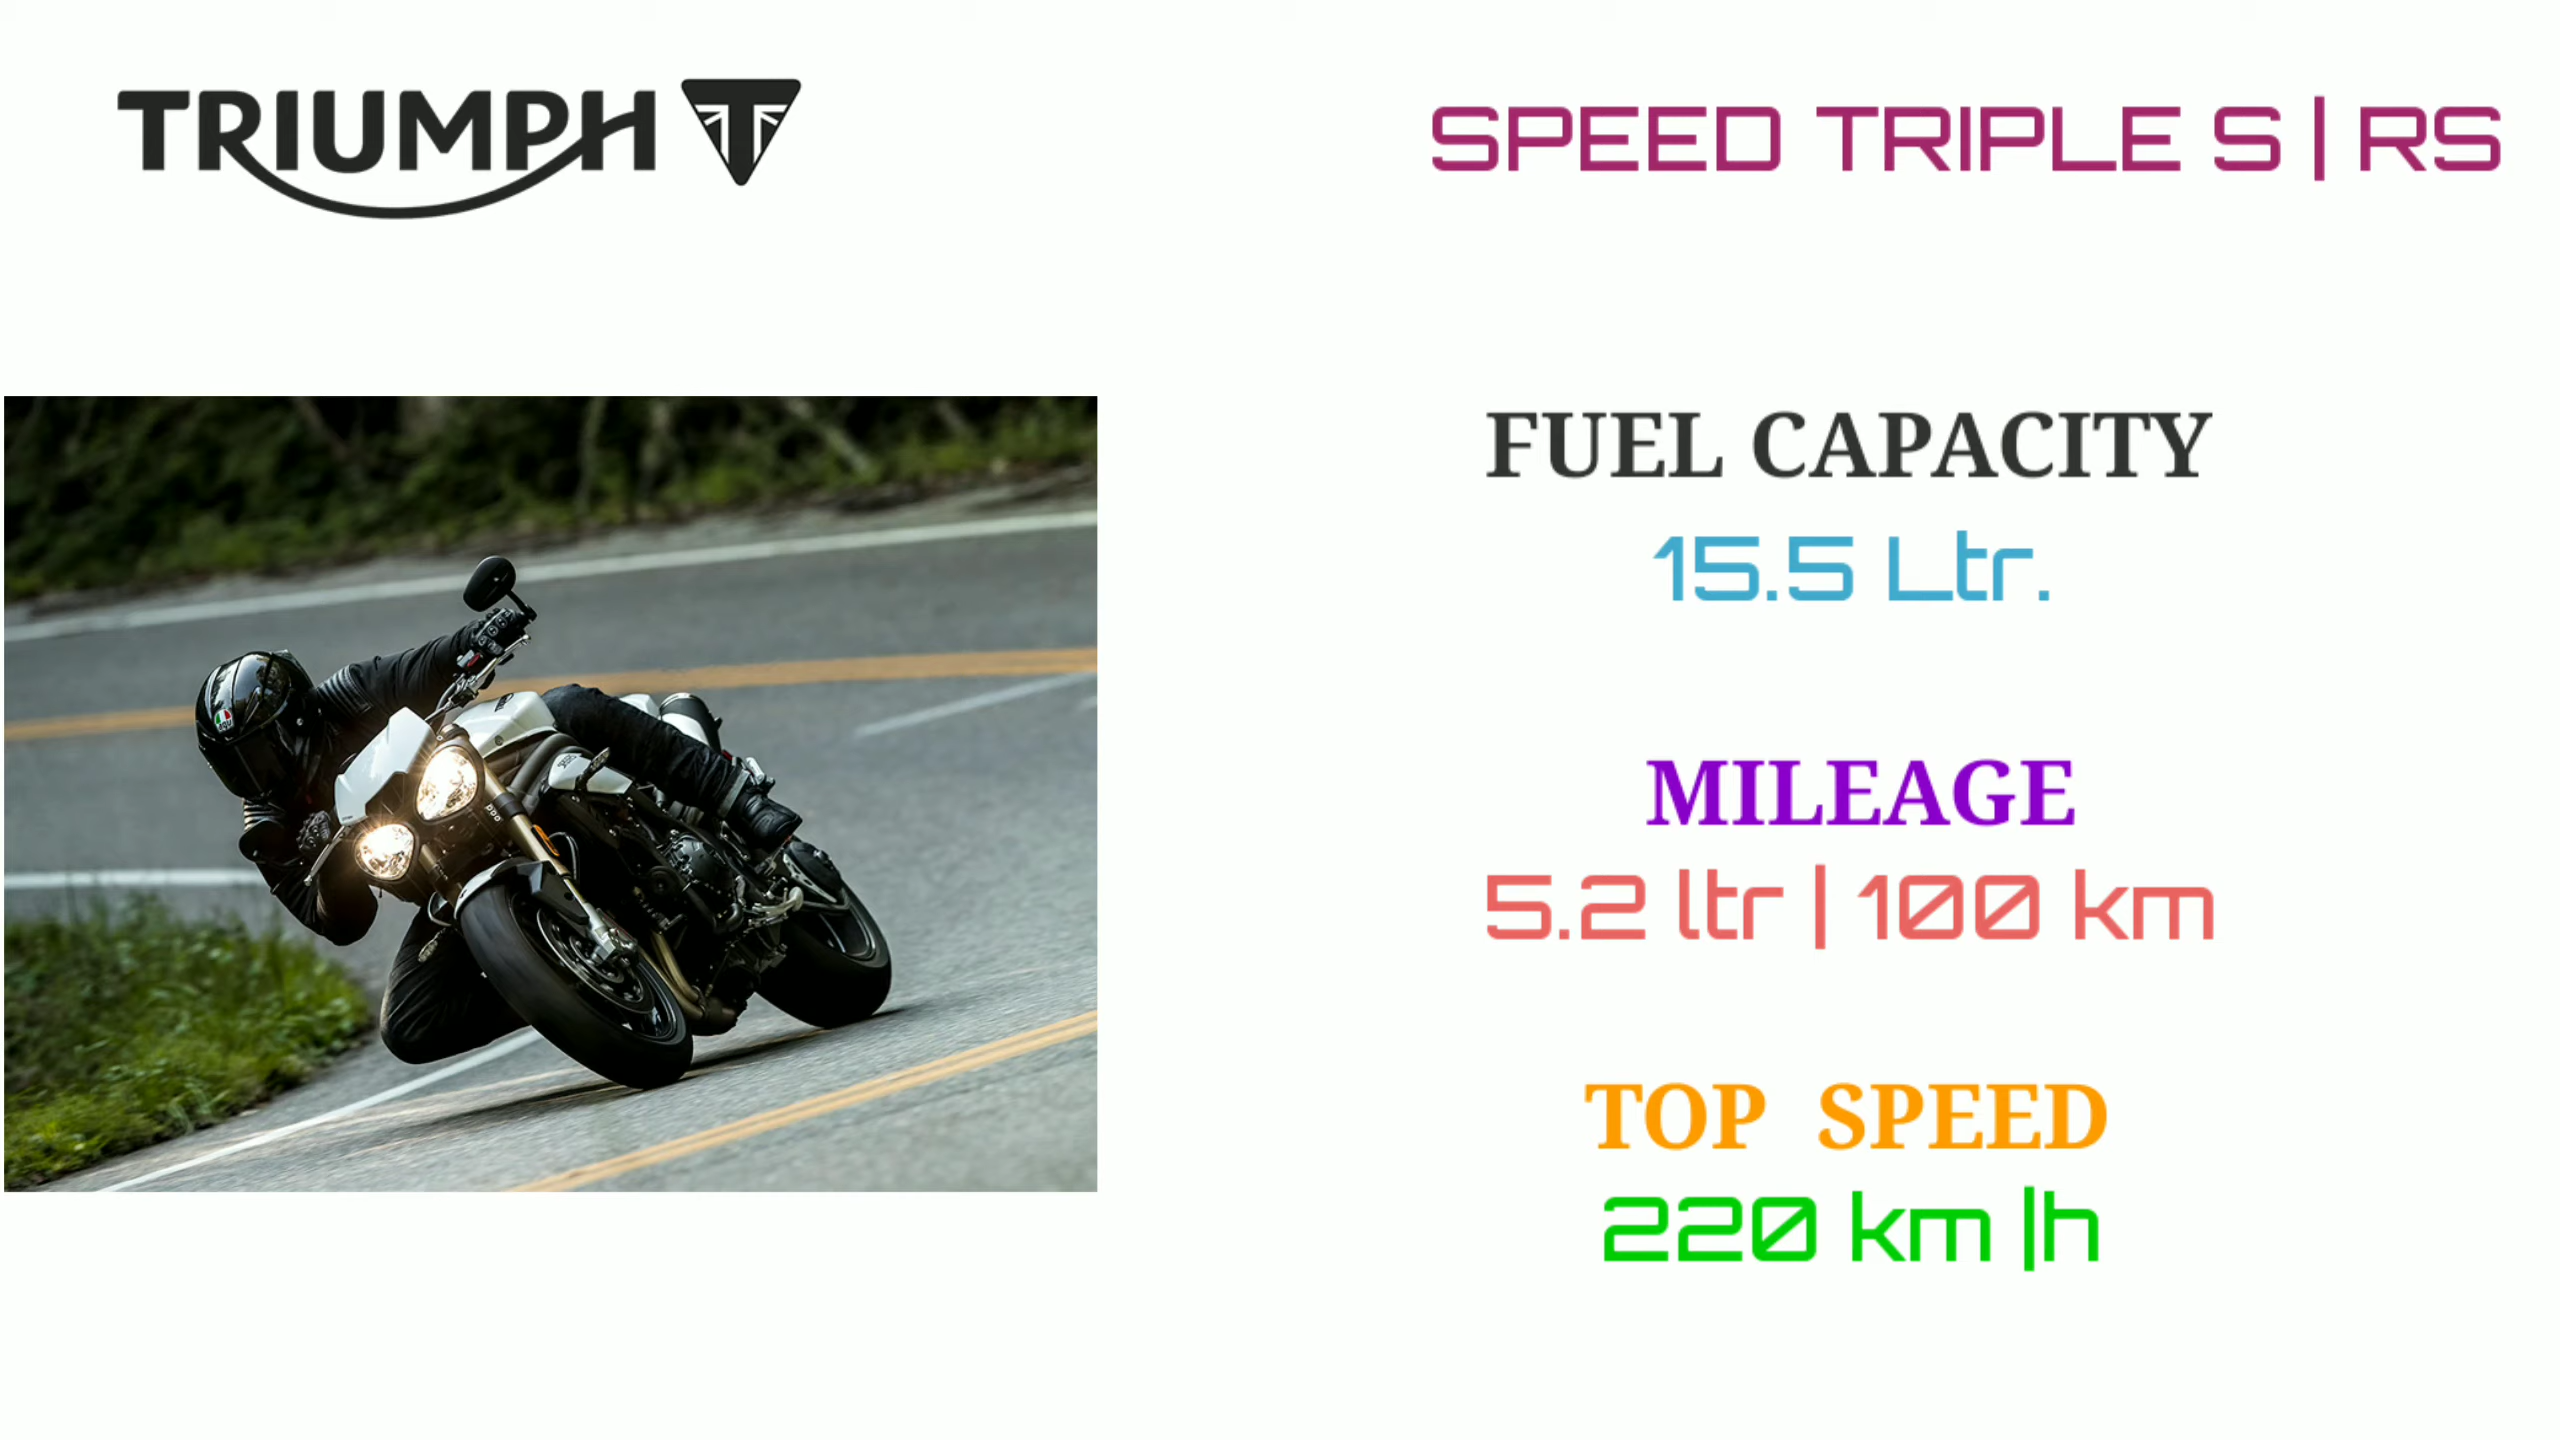 TRIUMPH
SPEED TRIPLE S | RS
FUEL CAPACITY
15.5 Ltr.
MILEAGE
5.2 ltr | 100 km
TOP SPEED
220 km |h
AGV